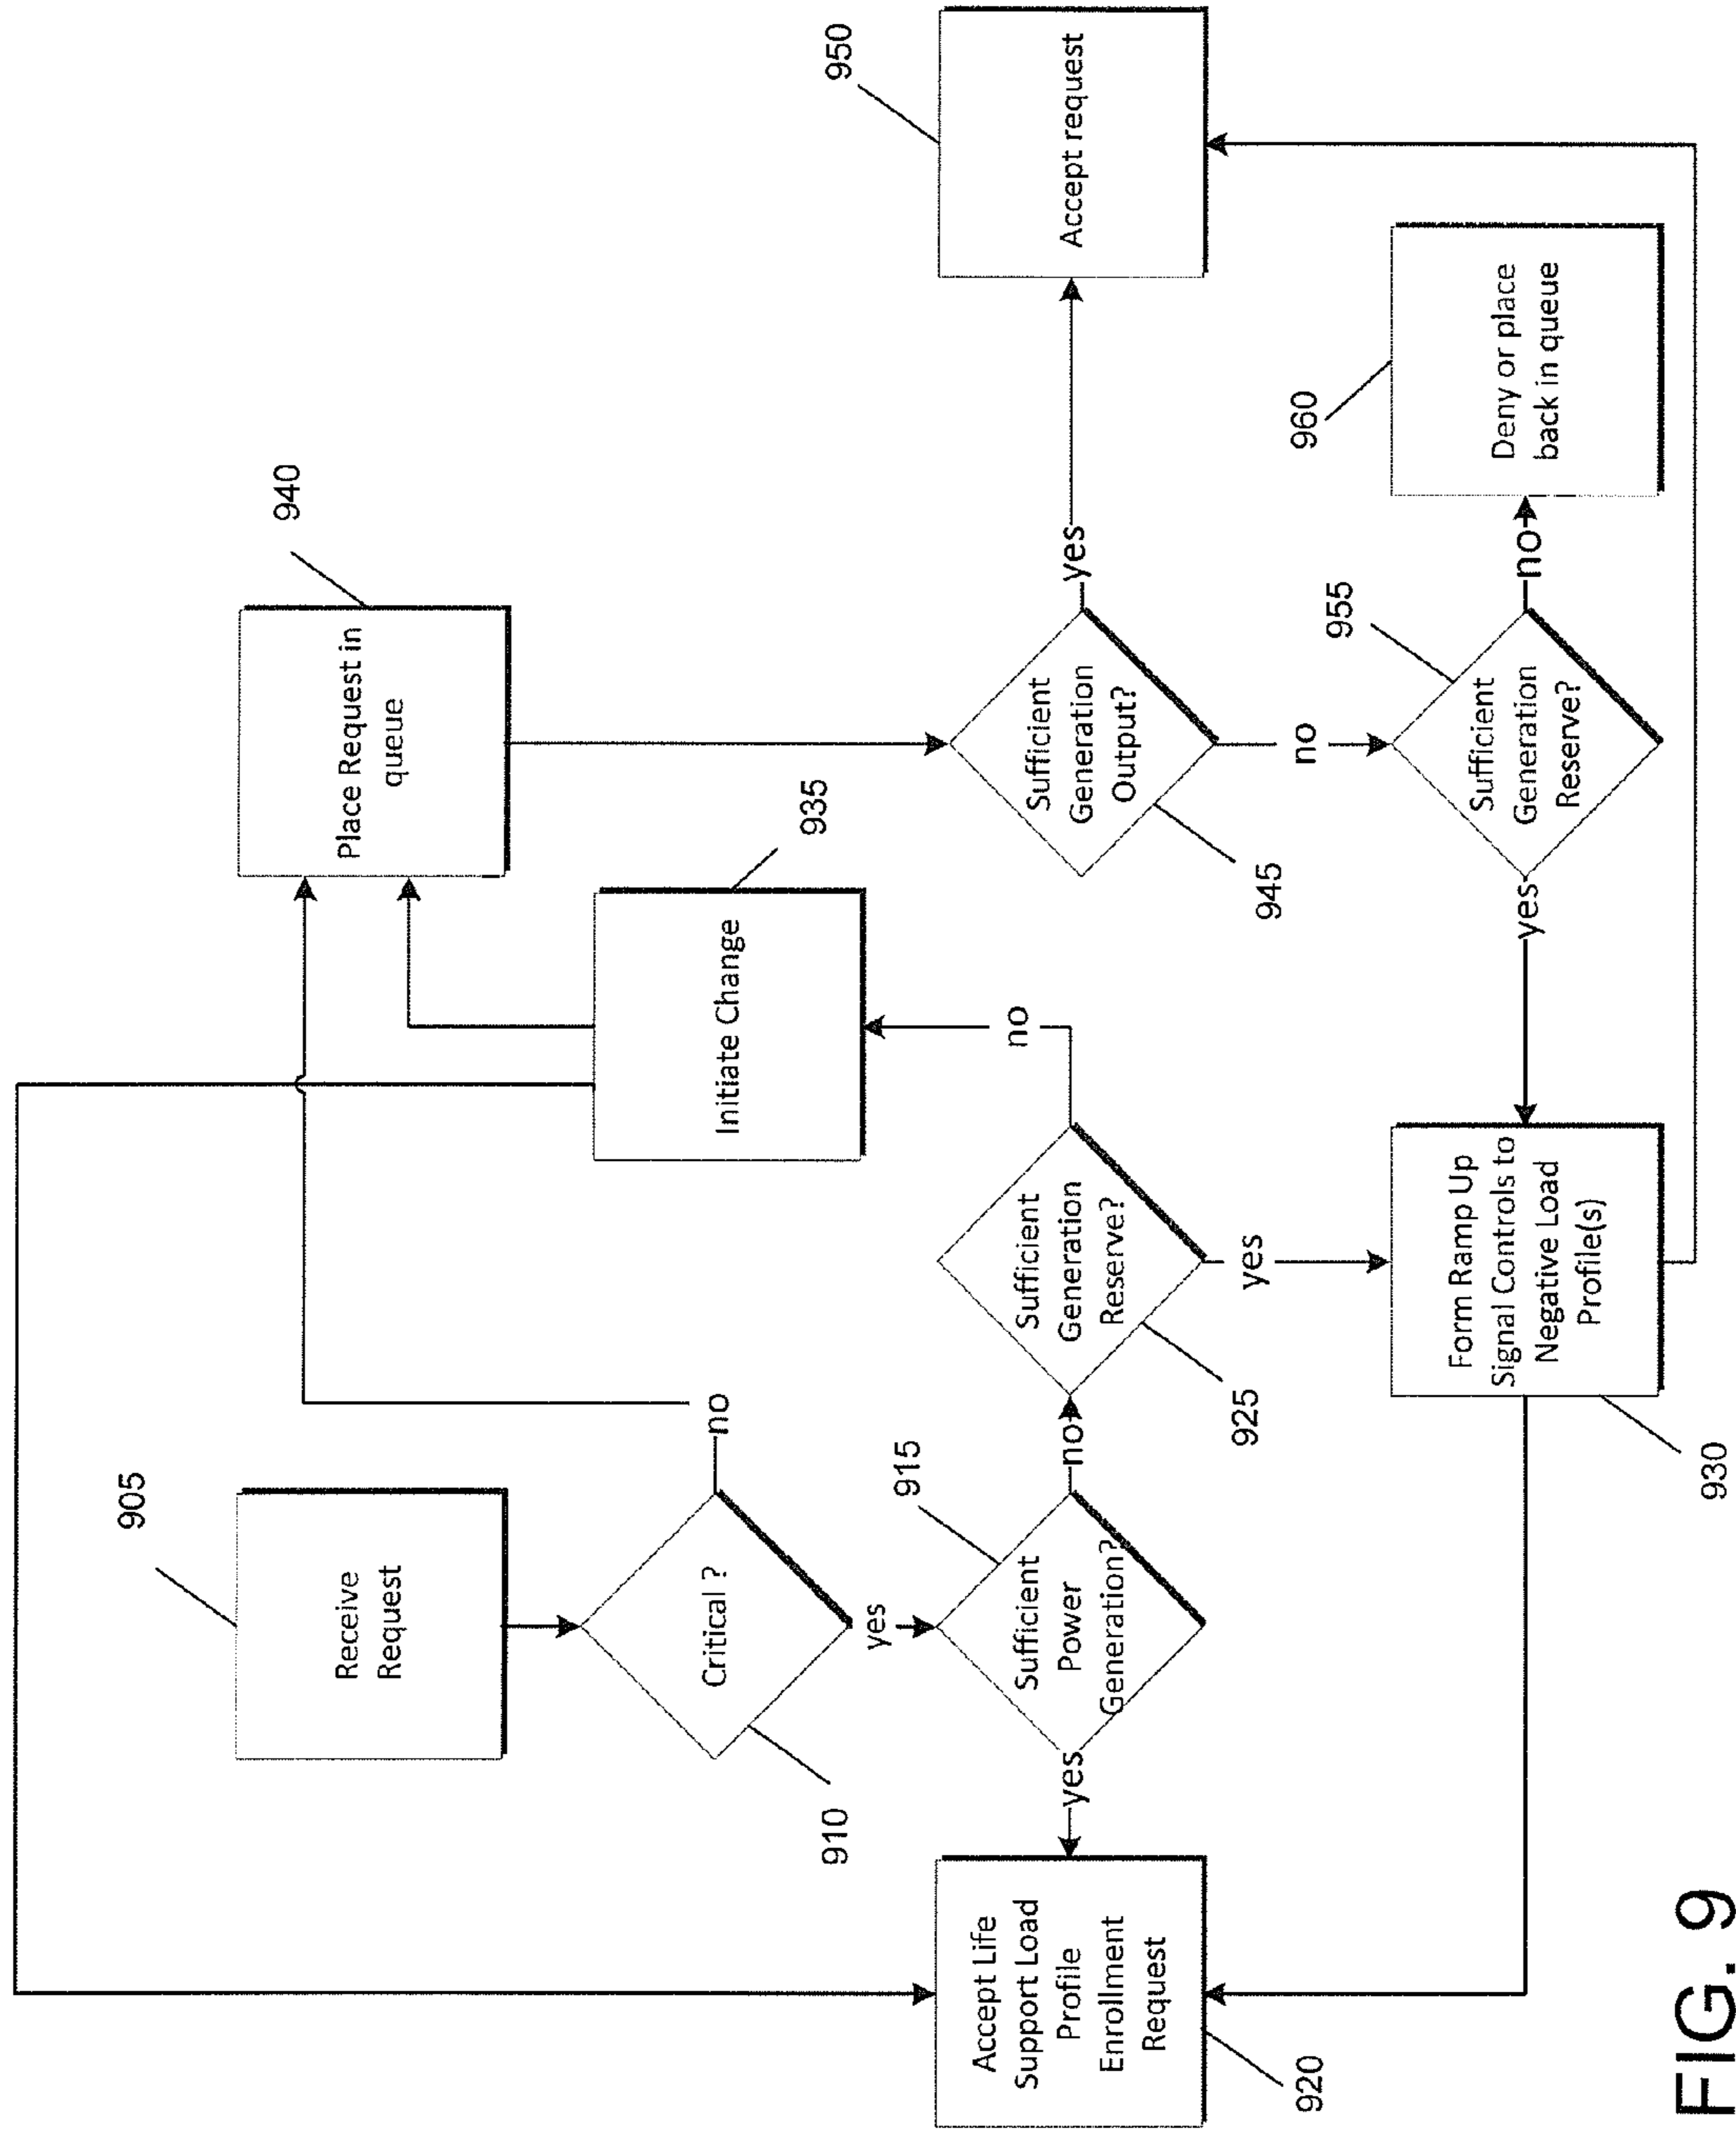 905
Receive
Request
Critical ?
910
no
yes
915
Sufficient
Power
Generation?
yes
no
Accept Life
Support Load
Profile
Enrollment
Request
920
Sufficient
Generation
Reserve?
925
no
yes
Initiate Change
935
Form Ramp Up
Signal Controls to
Negative Load
Profile(s)
930
Place Request in
queue
940
Sufficient
Generation
Output?
945
yes
no
Accept request
950
Sufficient
Generation
Reserve?
955
yes
no
Deny or place
back in queue
960
FIG. 9